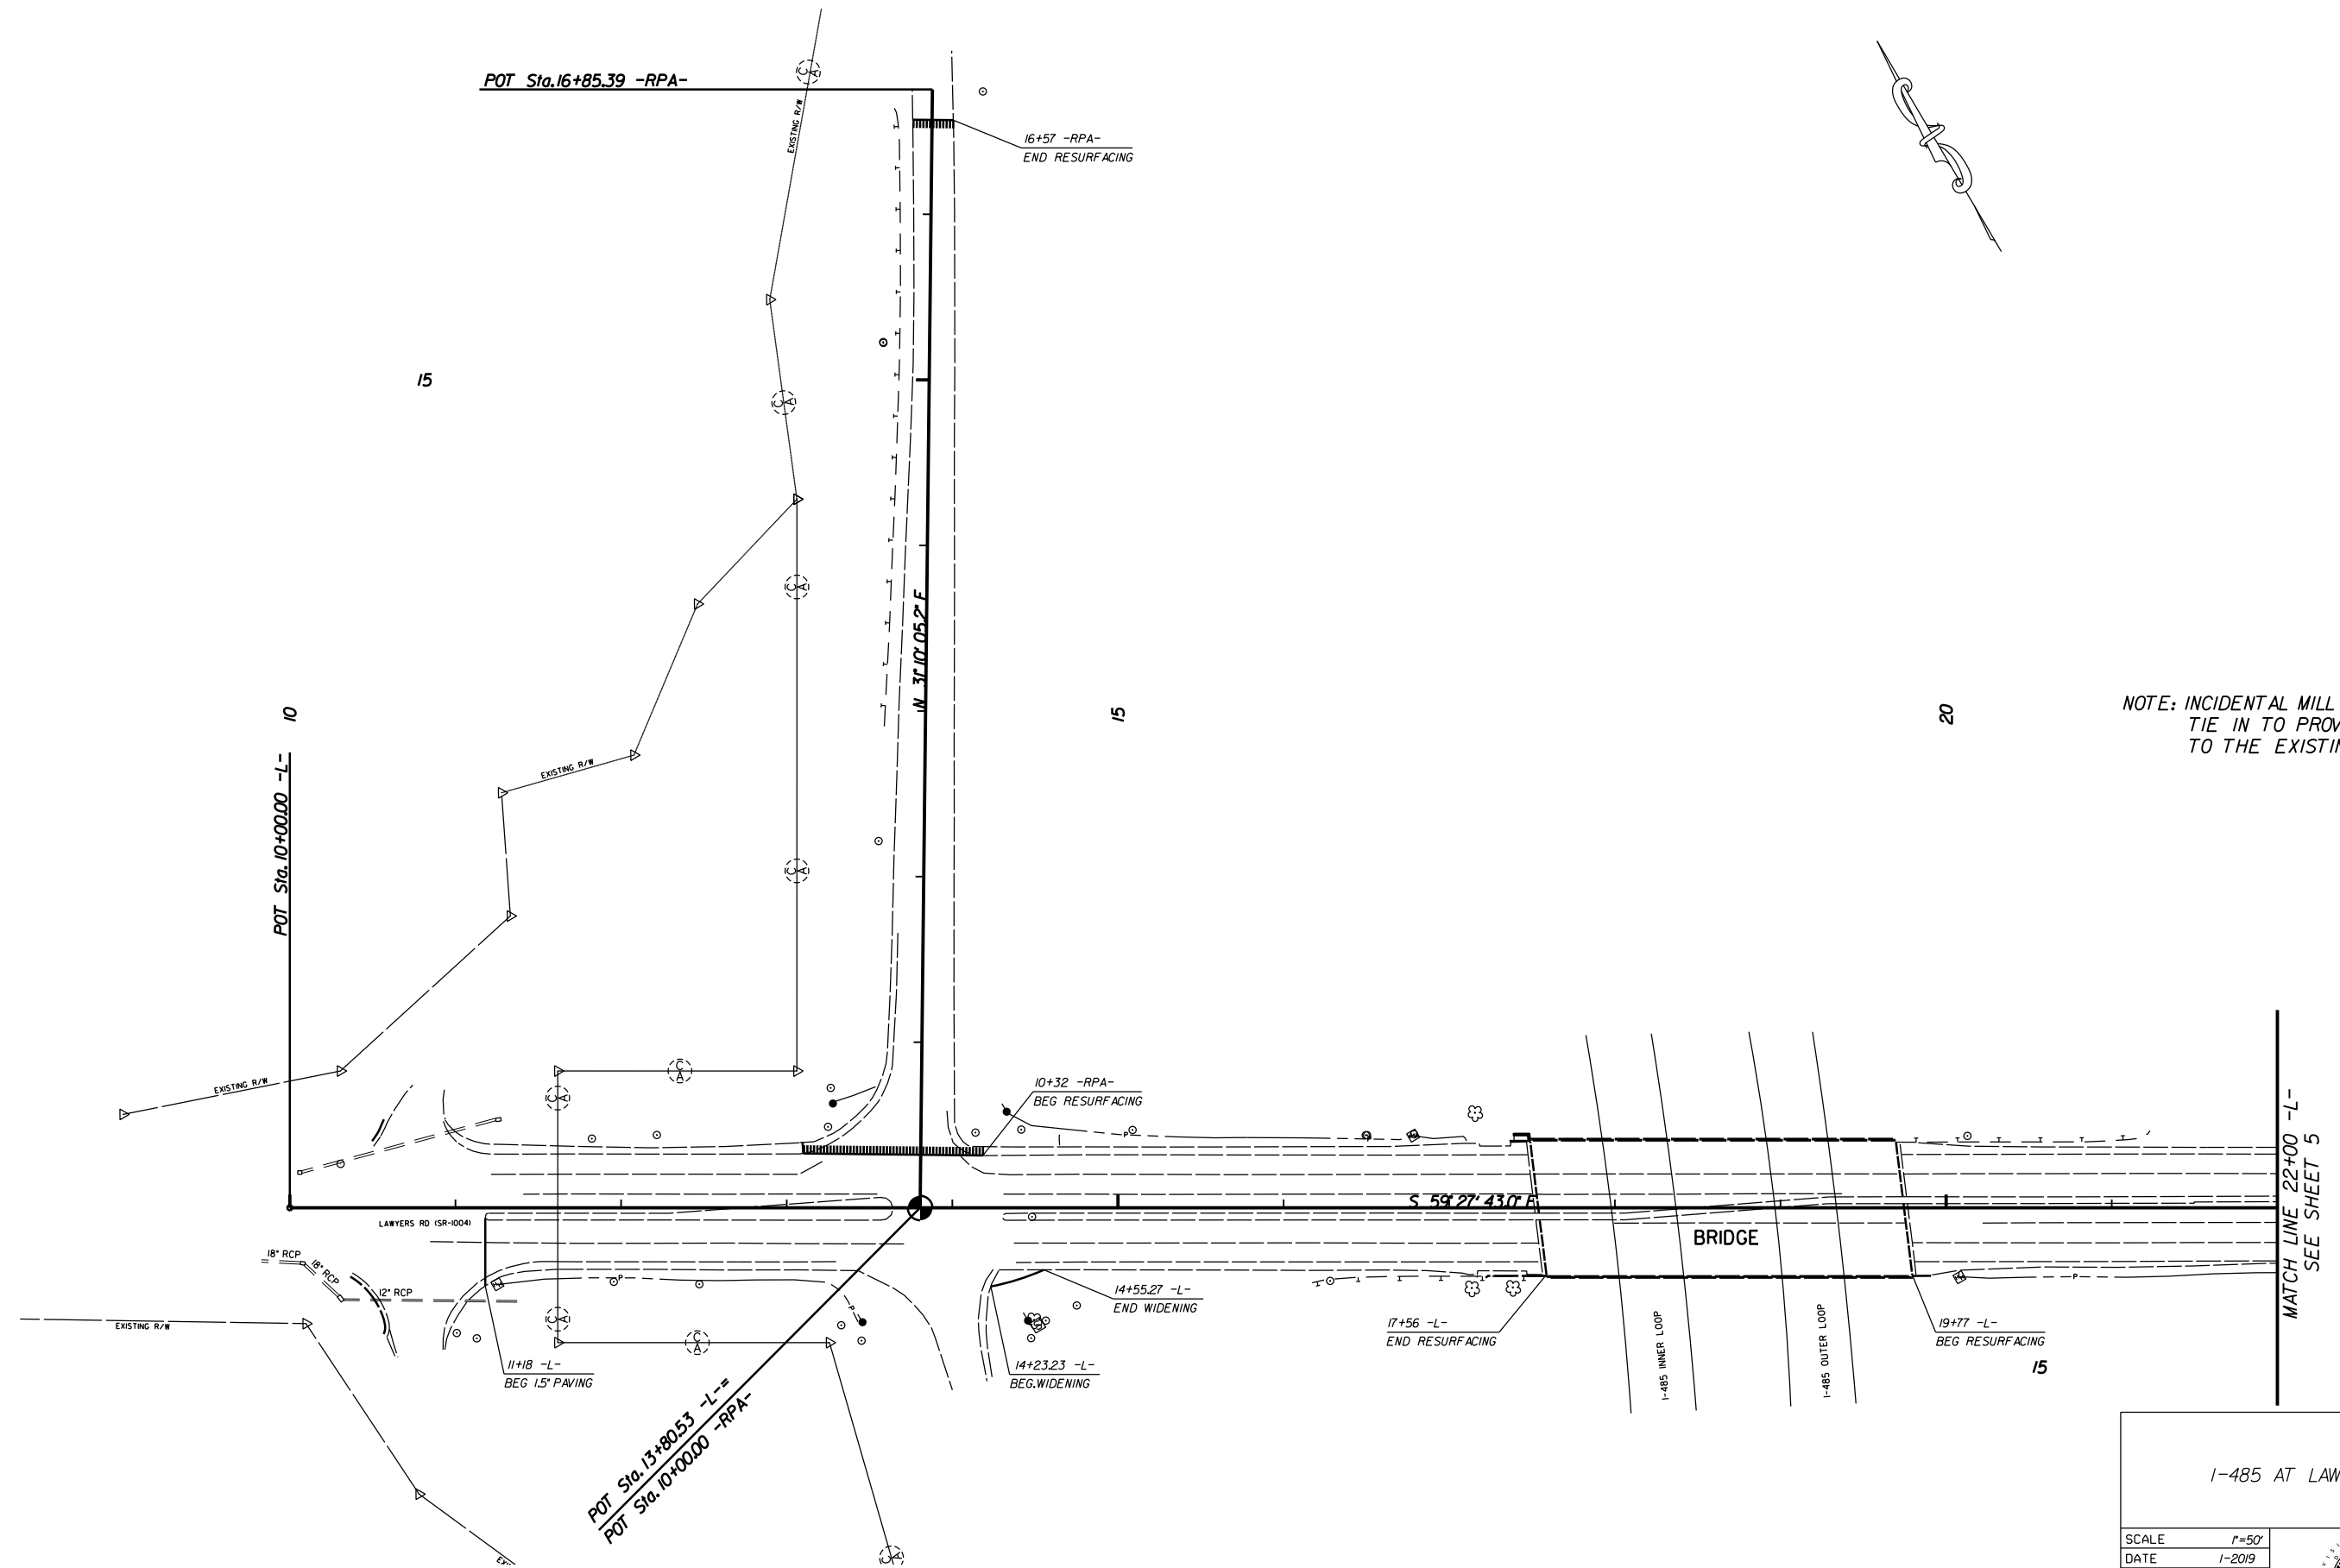 POT Sta. 16+85.39 -RPA-
C
A
EXISTING R/W
16+57 -RPA-
END RESURFACING
15
C
A
C
A
N 31° 10' 05.2" E
10
15
20
NOTE: INCIDENTAL MILL
TIE IN TO PROV
TO THE EXISTIN
POT Sta. 10+00.00 -L-
EXISTING R/W
C
A
EXISTING R/W
C
A
C
A
10+32 -RPA-
BEG RESURFACING
P
P
LAWYERS RD (SR-1004)
S 59° 27' 43.0" E
BRIDGE
MATCH LINE 22+00 -L-
SEE SHEET 5
18" RCP
18" RCP
12" RCP
P
P
P
EXISTING R/W
C
A
C
A
11+18 -L-
BEG 1.5" PAVING
14+55.27 -L-
END WIDENING
14+23.23 -L-
BEG. WIDENING
17+56 -L-
END RESURFACING
I-485 INNER LOOP
I-485 OUTER LOOP
19+77 -L-
BEG RESURFACING
15
POT Sta. 13+80.53 -L- =
POT Sta. 10+00.00 -RPA-
C
A
I-485 AT LAW
SCALE 1"=50'
DATE 1-2019